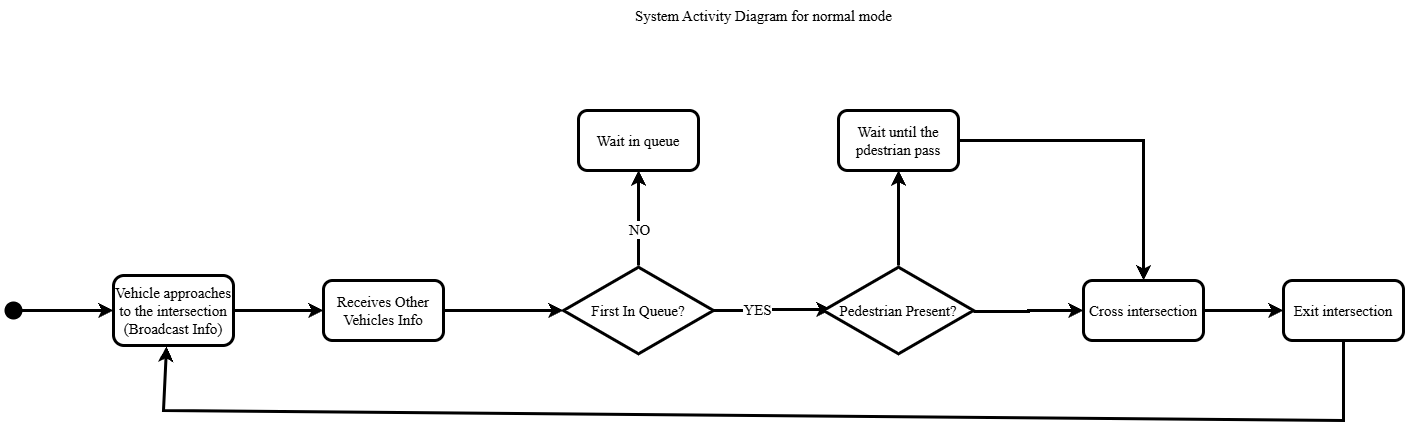 System Activity Diagram for normal mode
Wait in queue
Wait until the
pdestrian pass
NO
Vehicle approaches
to the intersection
(Broadcast Info)
Receives Other
Vehicles Info
First In Queue?
YES
Pedestrian Present?
Cross intersection
Exit intersection